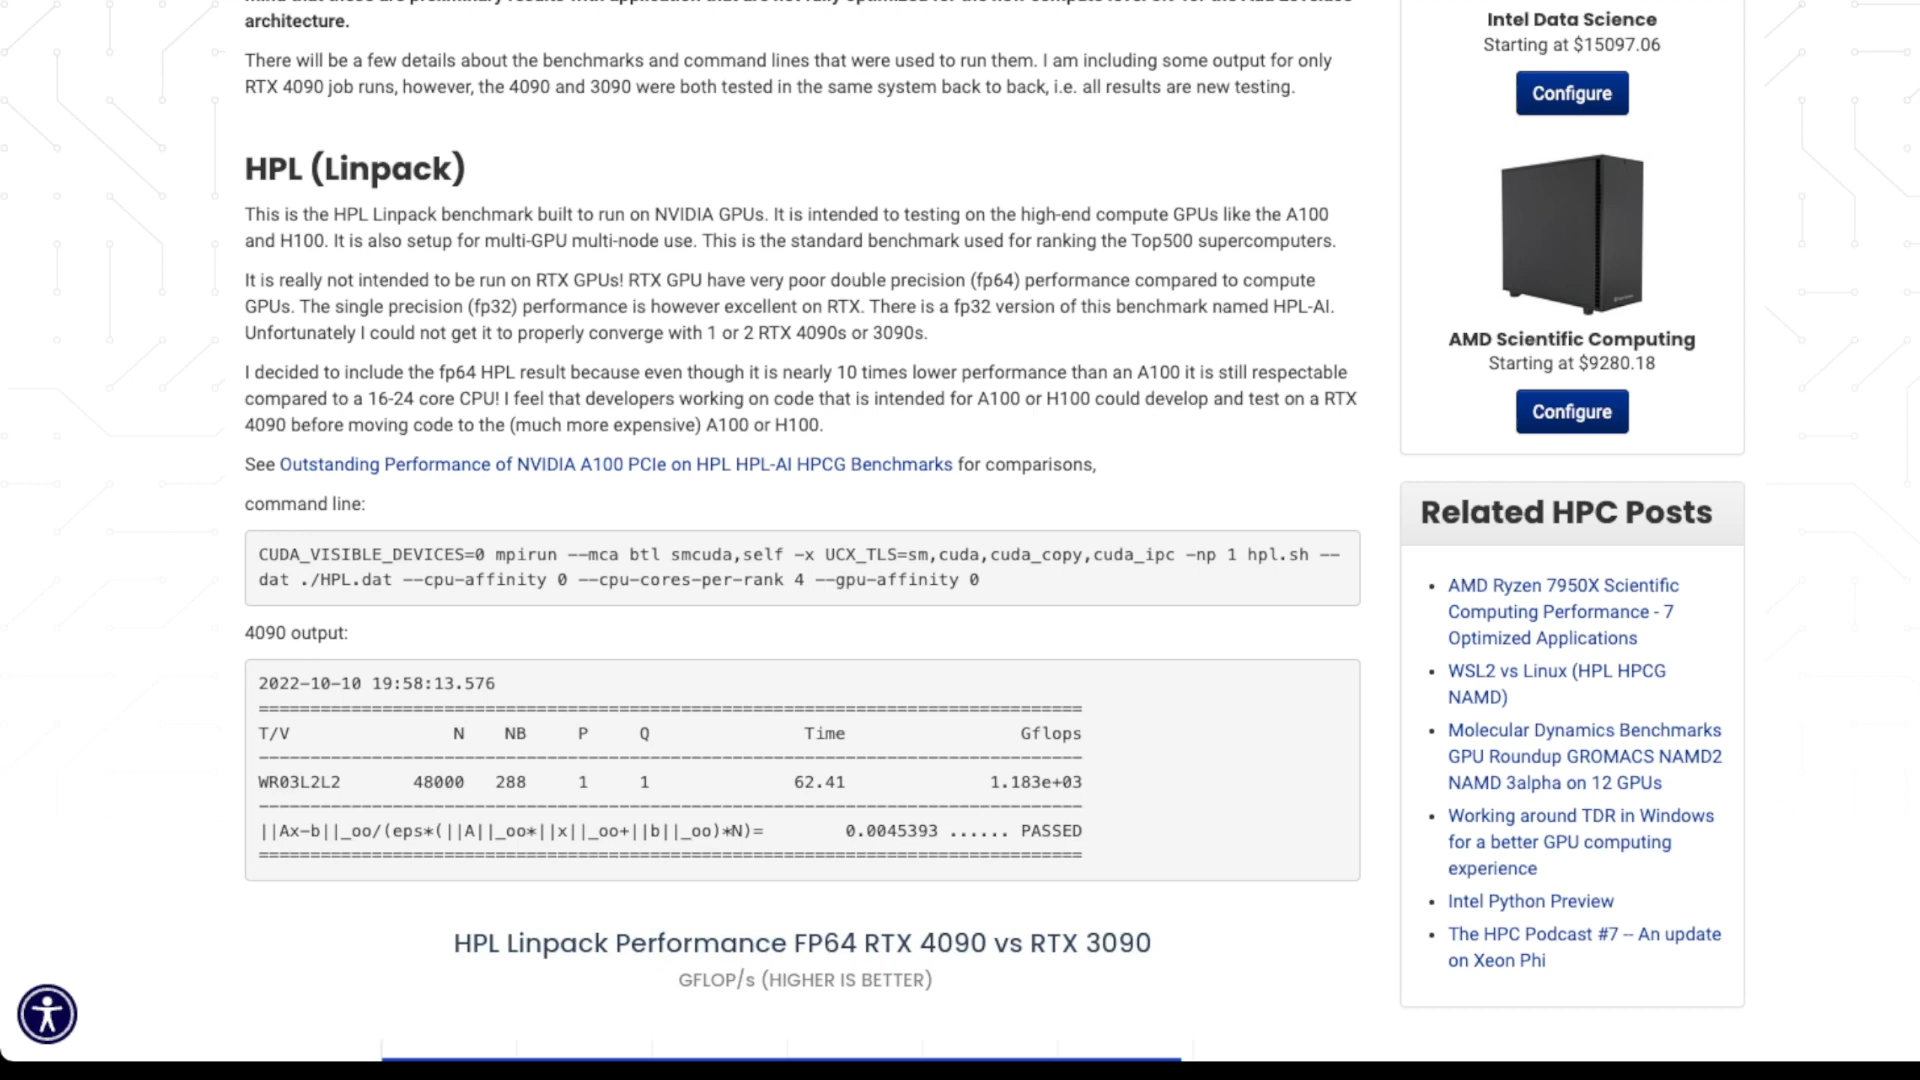 architecture.
There will be a few details about the benchmarks and command lines that were used to run them. I am including some output for only
RTX 4090 job runs, however, the 4090 and 3090 were both tested in the same system back to back, i.e. all results are new testing.
HPL (Linpack)
This is the HPL Linpack benchmark built to run on NVIDIA GPUs. It is intended to testing on the high-end compute GPUs like the A100
and H100. It is also setup for multi-GPU multi-node use. This is the standard benchmark used for ranking the Top500 supercomputers.
It is really not intended to be run on RTX GPUs! RTX GPU have very poor double precision (fp64) performance compared to compute
GPUs. The single precision (fp32) performance is however excellent on RTX. There is a fp32 version of this benchmark named HPL-AI.
Unfortunately I could not get it to properly converge with 1 or 2 RTX 4090s or 3090s.
I decided to include the fp64 HPL result because even though it is nearly 10 times lower performance than an A100 it is still respectable
compared to a 16-24 core CPU! I feel that developers working on code that is intended for A100 or H100 could develop and test on a RTX
4090 before moving code to the (much more expensive) A100 or H100.
See Outstanding Performance of NVIDIA A100 PCIe on HPL HPL-AI HPCG Benchmarks for comparisons,
command line:
CUDA_VISIBLE_DEVICES=0 mpirun --mca btl smcuda,self -x UCX_TLS=sm,cuda,cuda_copy,cuda_ipc -np 1 hpl.sh --
dat ./HPL.dat --cpu-affinity 0 --cpu-cores-per-rank 4 --gpu-affinity 0
4090 output:
2022-10-10 19:58:13.576
================================================================================
T/V N NB P Q Time Gflops
--------------------------------------------------------------------------------
WR03L2L2 48000 288 1 1 62.41 1.183e+03
--------------------------------------------------------------------------------
||Ax-b||_oo/(eps*(||A||_oo*||x||_oo+||b||_oo)*N)= 0.0045393 ...... PASSED
================================================================================
HPL Linpack Performance FP64 RTX 4090 vs RTX 3090
GFLOP/s (HIGHER IS BETTER)
Intel Data Science
Starting at $15097.06
Configure
AMD Scientific Computing
Starting at $9280.18
Configure
Related HPC Posts
• AMD Ryzen 7950X Scientific
Computing Performance - 7
Optimized Applications
• WSL2 vs Linux (HPL HPCG
NAMD)
• Molecular Dynamics Benchmarks
GPU Roundup GROMACS NAMD2
NAMD 3alpha on 12 GPUs
• Working around TDR in Windows
for a better GPU computing
experience
• Intel Python Preview
• The HPC Podcast #7 -- An update
on Xeon Phi